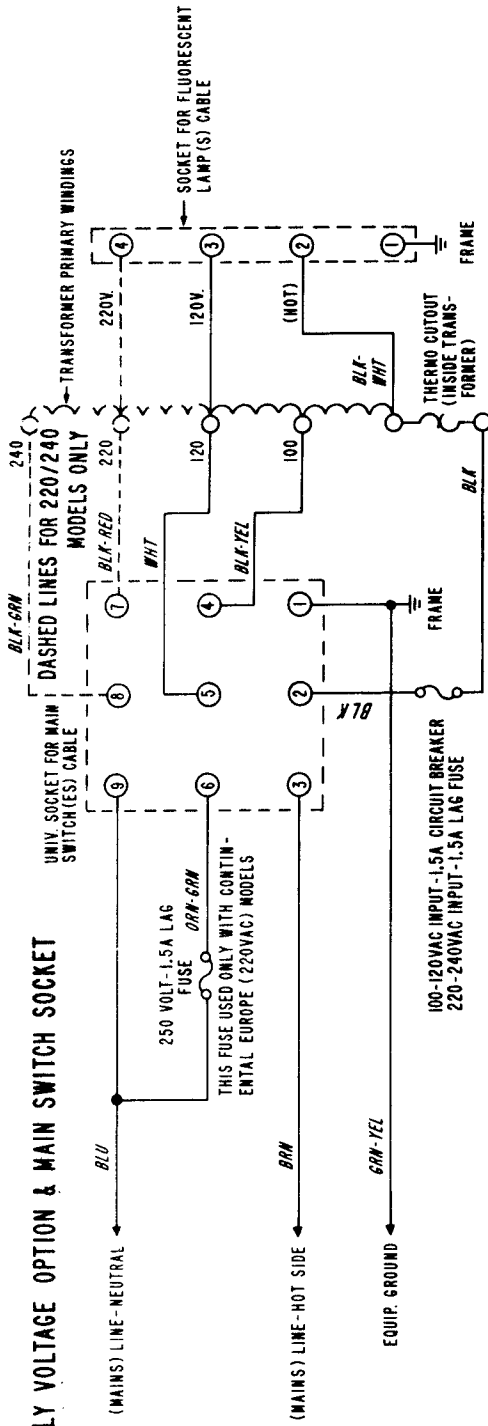 LY VOLTAGE OPTION & MAIN SWITCH SOCKET
(MAINS) LINE-NEUTRAL
BLU
250 VOLT-1.5A LAG
FUSE
ORN-GRN
THIS FUSE USED ONLY WITH CONTIN-
ENTAL EUROPE (220VAC) MODELS
(MAINS) LINE-HOT SIDE
BRN
EQUIP. GROUND
GRN-YEL
UNIV. SOCKET FOR MAIN
SWITCH(ES) CABLE
9
8
7
6
5
4
3
2
1
BLK
FRAME
100-120VAC INPUT-1.5A CIRCUIT BREAKER
220-240VAC INPUT-1.5A LAG FUSE
BLK-GRN
DASHED LINES FOR 220/240
MODELS ONLY
BLK-RED
WHT
BLK-YEL
240
220
120
100
TRANSFORMER PRIMARY WINDINGS
BLK-
WHT
BLK
THERMO CUTOUT
(INSIDE TRANS-
FORMER)
220V.
120V.
(NOT)
SOCKET FOR FLUORESCENT
LAMP(S) CABLE
4
3
2
1
FRAME